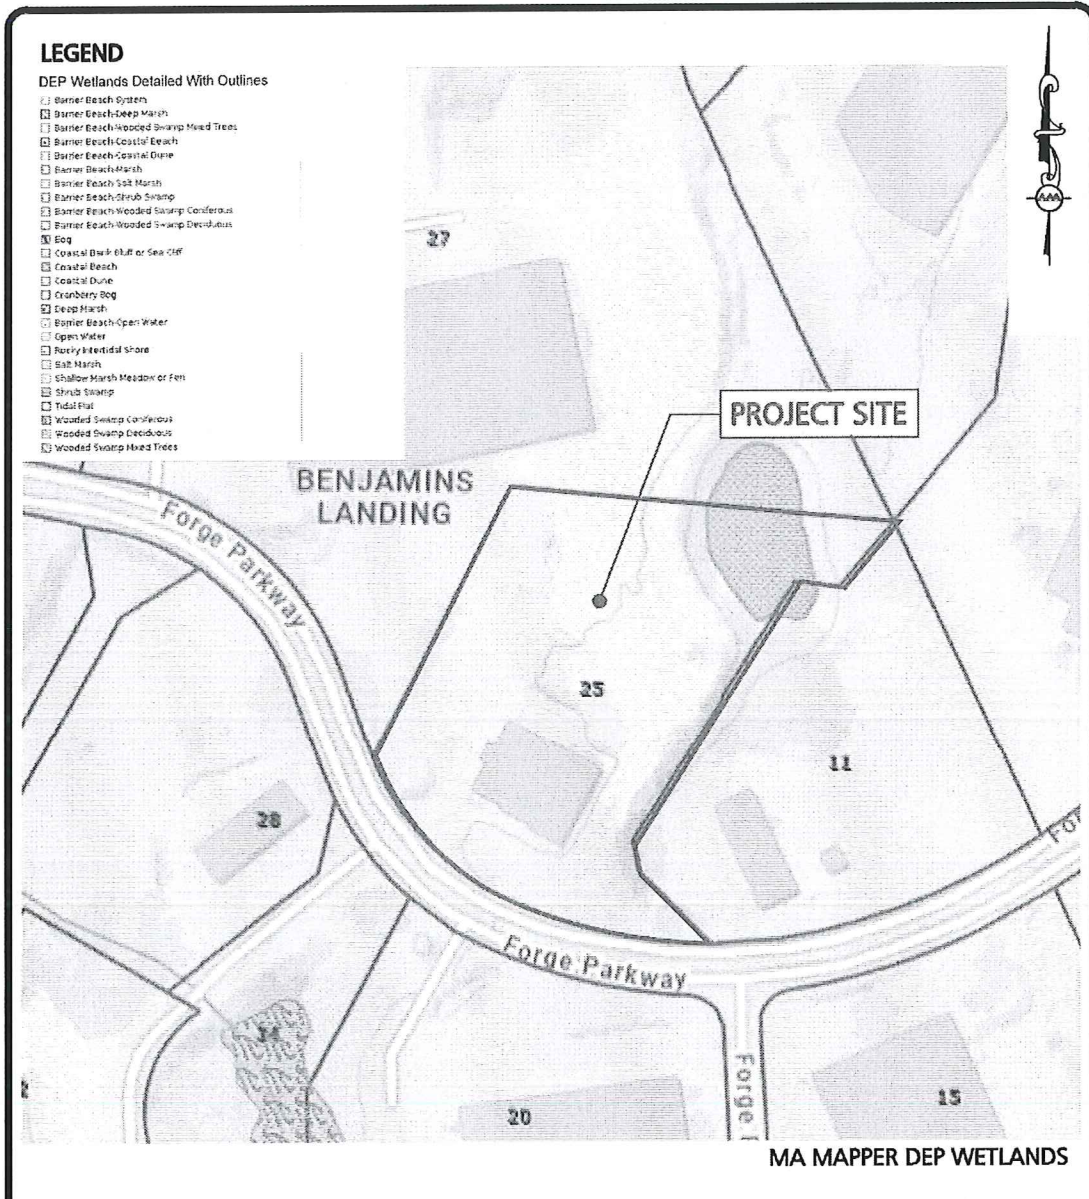 LEGEND
DEP Wetlands Detailed With Outlines
Barrier Beach System
Barrier Beach-Deep Marsh
Barrier Beach-Wooded Swamp Mixed Trees
Barrier Beach-Coastal Beach
Barrier Beach-Coastal Dune
Barrier Beach-Marsh
Barrier Beach-Salt Marsh
Barrier Beach-Shrub Swamp
Barrier Beach-Wooded Swamp Coniferous
Barrier Beach-Wooded Swamp Deciduous
Bog
Coastal Bank Bluff or Sea Cliff
Coastal Beach
Coastal Dune
Cranberry Bog
Deep Marsh
Barrier Beach-Open Water
Open Water
Rocky Intertidal Shore
Salt Marsh
Shallow Marsh Meadow or Fen
Shrub Swamp
Tidal Flat
Wooded Swamp Coniferous
Wooded Swamp Deciduous
Wooded Swamp Mixed Trees
27
PROJECT SITE
BENJAMINS
LANDING
Forge Parkway
25
11
28
For
Forge Parkway
24
Forge
20
15
MA MAPPER DEP WETLANDS